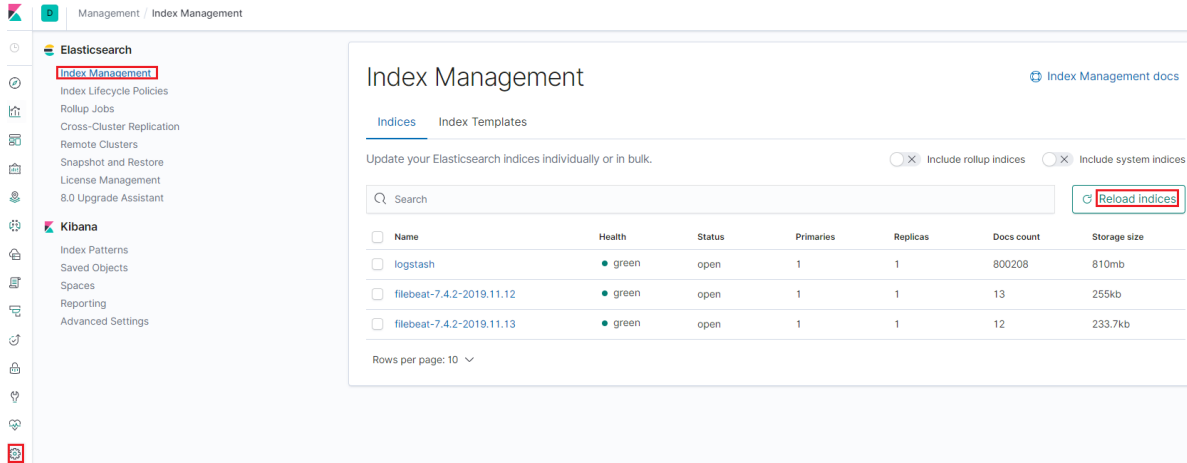 D Management / Index Management
Elasticsearch
Index Management
Index Lifecycle Policies
Rollup Jobs
Cross-Cluster Replication
Remote Clusters
Snapshot and Restore
License Management
8.0 Upgrade Assistant
Kibana
Index Patterns
Saved Objects
Spaces
Reporting
Advanced Settings
Index Management
Index Management docs
Indices Index Templates
Update your Elasticsearch indices individually or in bulk.
Include rollup indices Include system indices
Search
Reload indices
Name Health Status Primaries Replicas Docs count Storage size
logstash green open 1 1 800208 810mb
filebeat-7.4.2-2019.11.12 green open 1 1 13 255kb
filebeat-7.4.2-2019.11.13 green open 1 1 12 233.7kb
Rows per page: 10